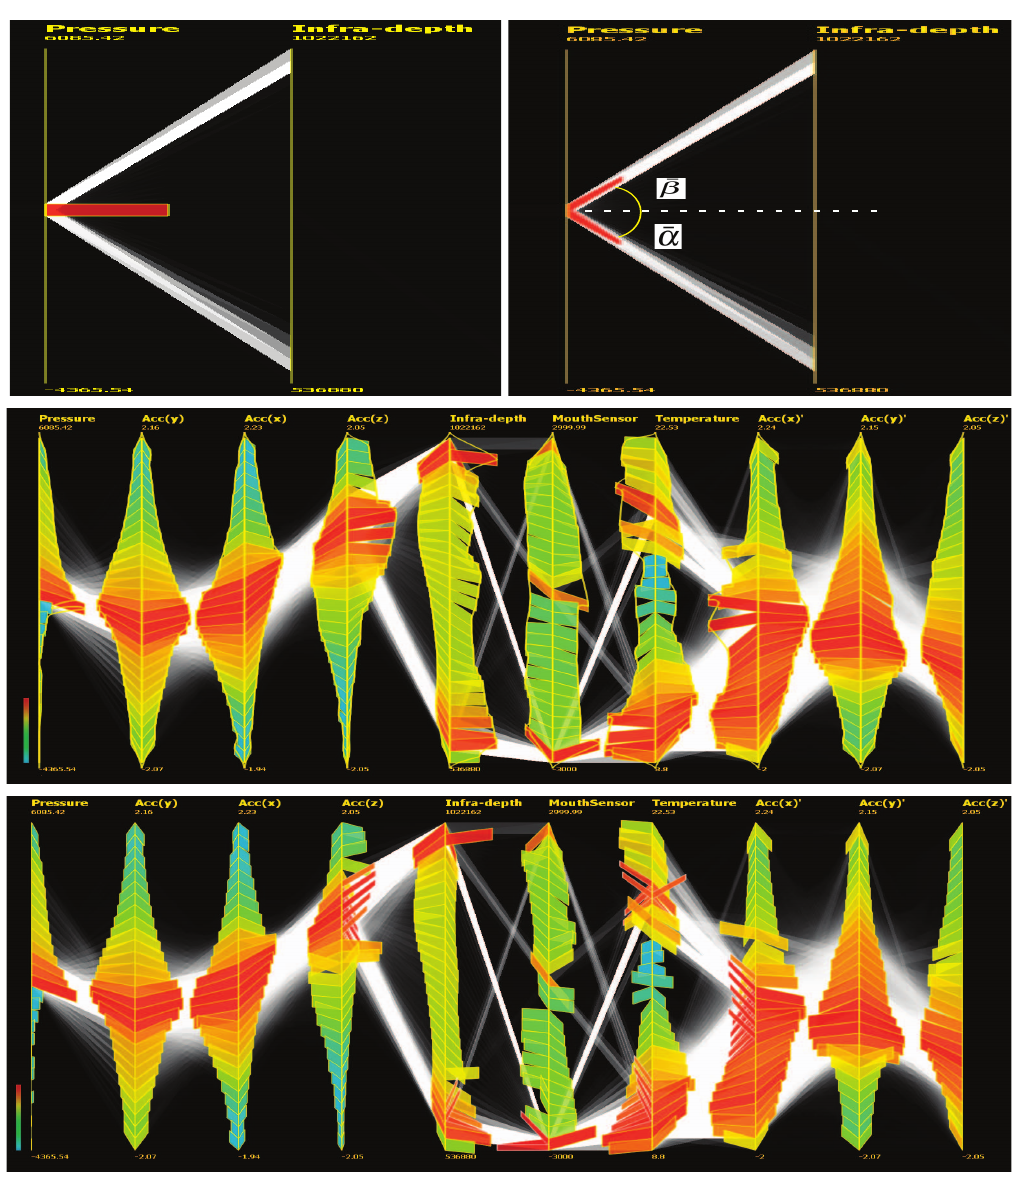 Pressure Infra-depth
6085.42 1022162
-4365.54 536880
Pressure Infra-depth
6085.42 1022162
β̄
ᾱ
-4365.54 536880
Pressure Acc(y) Acc(x) Acc(z) Infra-depth MouthSensor Temperature Acc(x)' Acc(y)' Acc(z)'
6085.42 2.16 2.23 2.05 1022162 2999.99 22.53 2.24 2.15 2.05
-4365.54 -2.07 -1.94 -2.05 536880 -3000 8.8 -2 -2.07 -2.05
Pressure Acc(y) Acc(x) Acc(z) Infra-depth MouthSensor Temperature Acc(x)' Acc(y)' Acc(z)'
6085.42 2.16 2.23 2.05 1022162 2999.99 22.53 2.24 2.15 2.05
-4365.54 -2.07 -1.94 -2.05 536880 -3000 8.8 -2 -2.07 -2.05